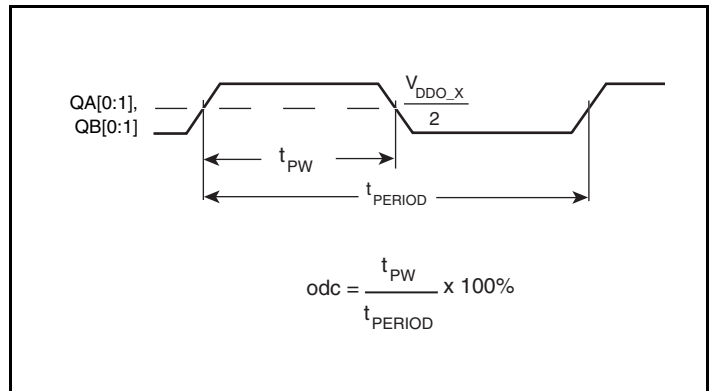 V_DDO_X
QA[0:1],
2
QB[0:1]
t_PW
t_PERIOD
odc = t_PW / t_PERIOD x 100%